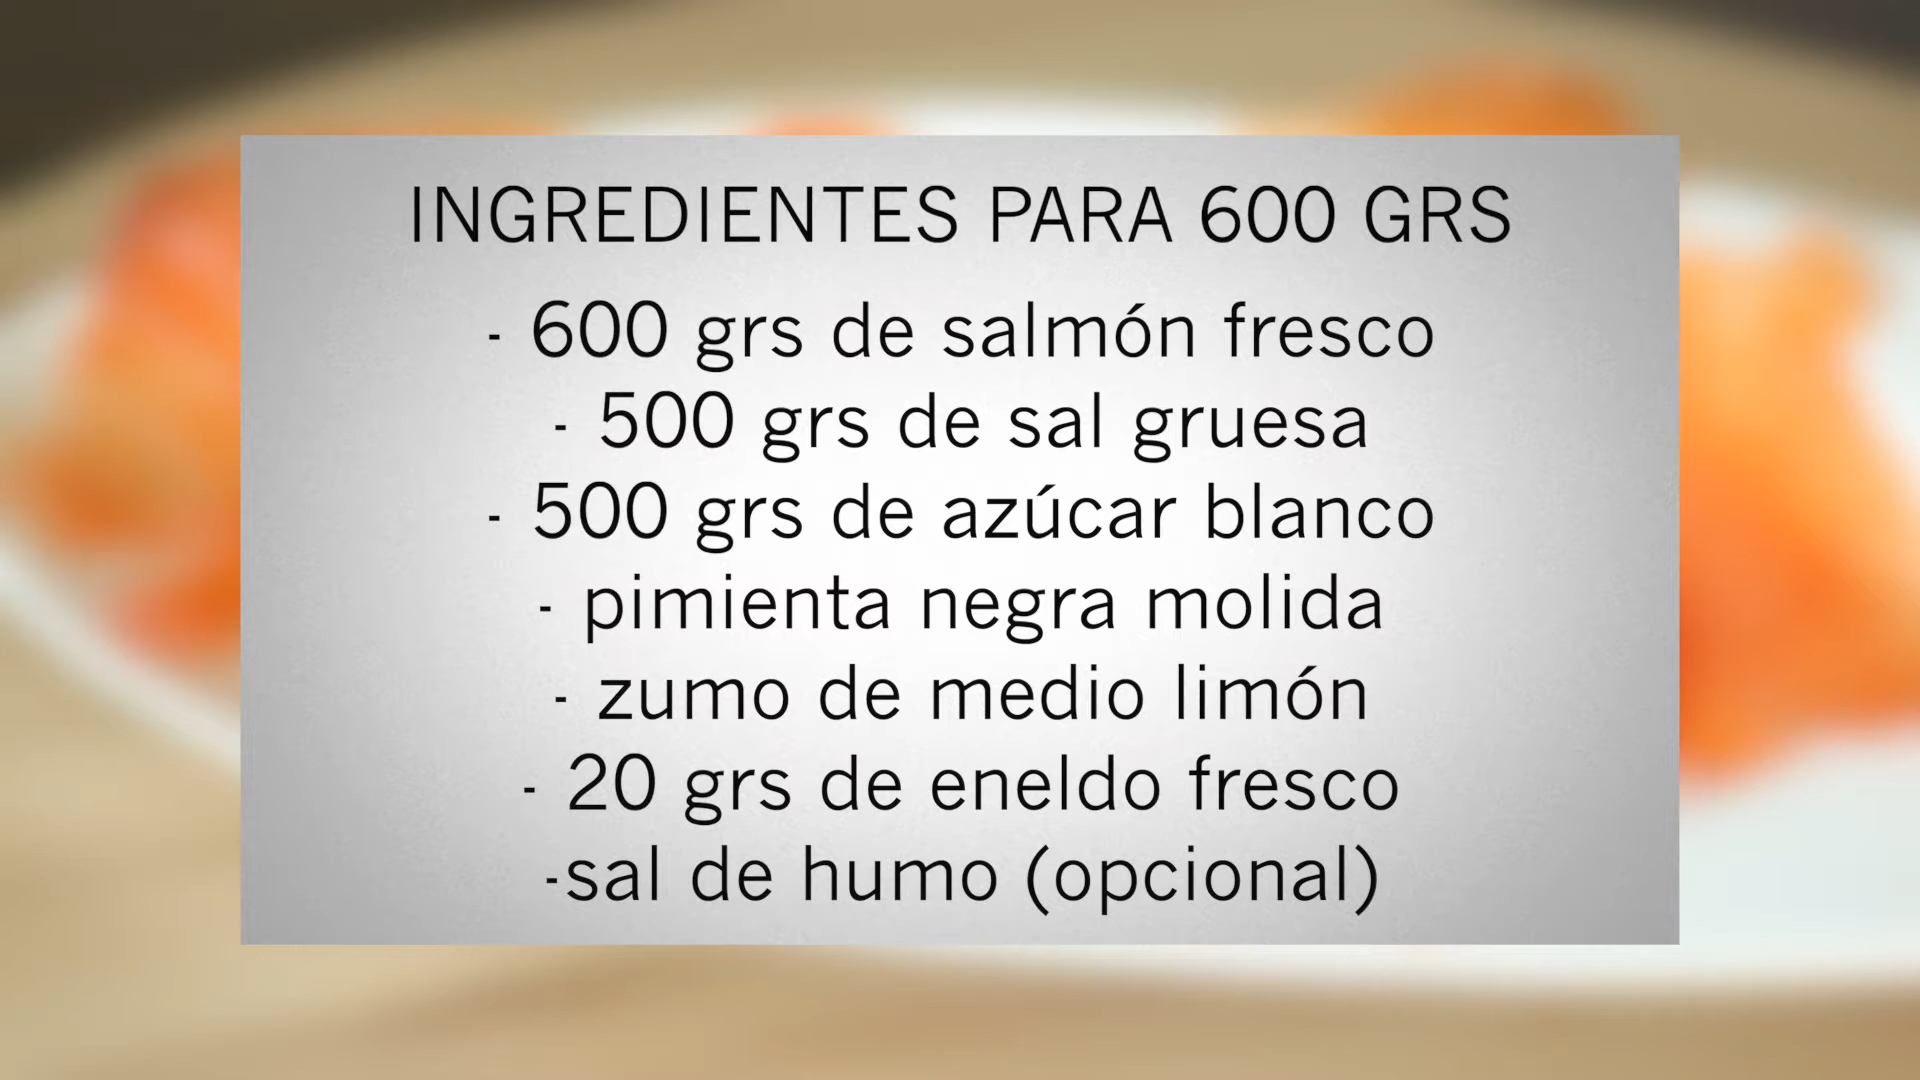 INGREDIENTES PARA 600 GRS
- 600 grs de salmón fresco
- 500 grs de sal gruesa
- 500 grs de azúcar blanco
- pimienta negra molida
- zumo de medio limón
- 20 grs de eneldo fresco
-sal de humo (opcional)